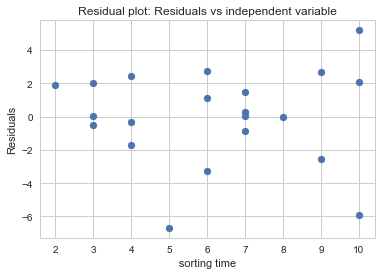 Residual plot: Residuals vs independent variable
4
2
0
−2
−4
−6
Residuals
2 3 4 5 6 7 8 9 10
sorting time